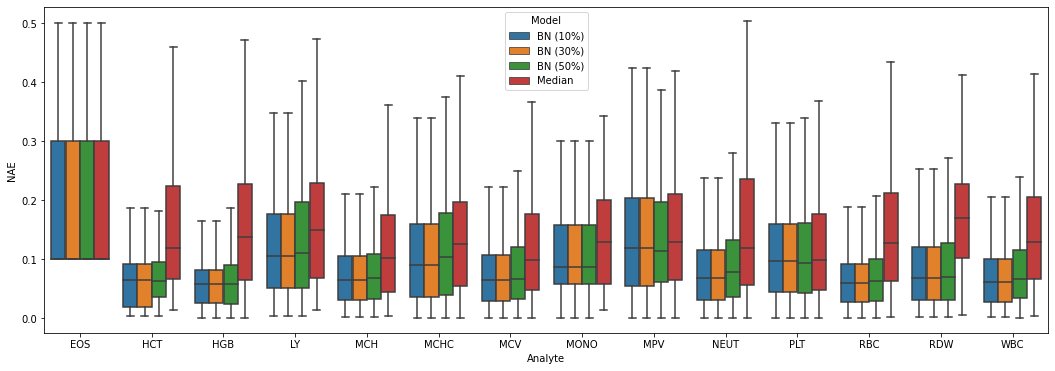 Model
BN (10%)
BN (30%)
BN (50%)
Median
0.5
0.4
0.3
0.2
0.1
0.0
NAE
EOS HCT HGB LY MCH MCHC MCV MONO MPV NEUT PLT RBC RDW WBC
Analyte